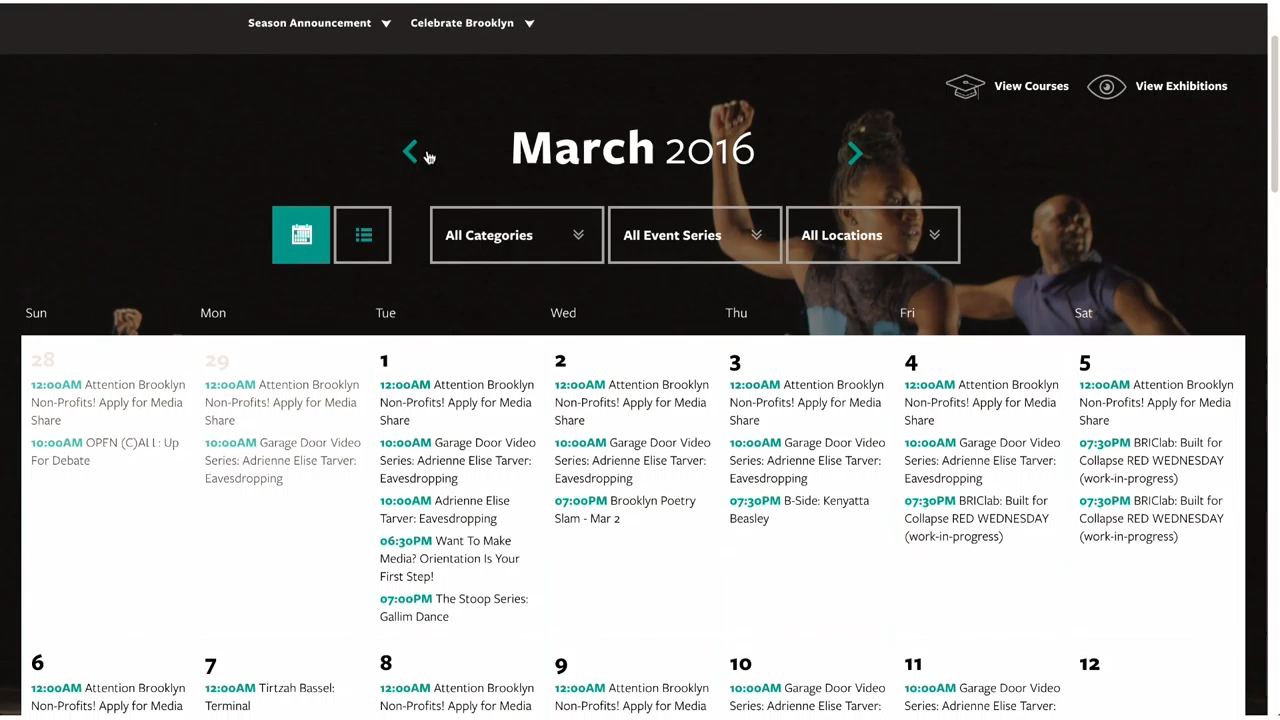 Season Announcement
Celebrate Brooklyn
View Courses
View Exhibitions
March 2016
All Categories
All Event Series
All Locations
Sun
Mon
Tue
Wed
Thu
Fri
Sat
28
12:00AM Attention Brooklyn
Non-Profits! Apply for Media
Share
10:00AM OPEN (C)ALL: Up
For Debate
29
12:00AM Attention Brooklyn
Non-Profits! Apply for Media
Share
10:00AM Garage Door Video
Series: Adrienne Elise Tarver:
Eavesdropping
1
12:00AM Attention Brooklyn
Non-Profits! Apply for Media
Share
10:00AM Garage Door Video
Series: Adrienne Elise Tarver:
Eavesdropping
10:00AM Adrienne Elise
Tarver: Eavesdropping
06:30PM Want To Make
Media? Orientation Is Your
First Step!
07:00PM The Stoop Series:
Gallim Dance
2
12:00AM Attention Brooklyn
Non-Profits! Apply for Media
Share
10:00AM Garage Door Video
Series: Adrienne Elise Tarver:
Eavesdropping
07:00PM Brooklyn Poetry
Slam - Mar 2
3
12:00AM Attention Brooklyn
Non-Profits! Apply for Media
Share
10:00AM Garage Door Video
Series: Adrienne Elise Tarver:
Eavesdropping
07:30PM B-Side: Kenyatta
Beasley
4
12:00AM Attention Brooklyn
Non-Profits! Apply for Media
Share
10:00AM Garage Door Video
Series: Adrienne Elise Tarver:
Eavesdropping
07:30PM BRIClab: Built for
Collapse RED WEDNESDAY
(work-in-progress)
5
12:00AM Attention Brooklyn
Non-Profits! Apply for Media
Share
07:30PM BRIClab: Built for
Collapse RED WEDNESDAY
(work-in-progress)
07:30PM BRIClab: Built for
Collapse RED WEDNESDAY
(work-in-progress)
6
12:00AM Attention Brooklyn
Non-Profits! Apply for Media
7
12:00AM Tirtzah Bassel:
Terminal
8
12:00AM Attention Brooklyn
Non-Profits! Apply for Media
9
12:00AM Attention Brooklyn
Non-Profits! Apply for Media
10
10:00AM Garage Door Video
Series: Adrienne Elise Tarver:
11
10:00AM Garage Door Video
Series: Adrienne Elise Tarver:
12